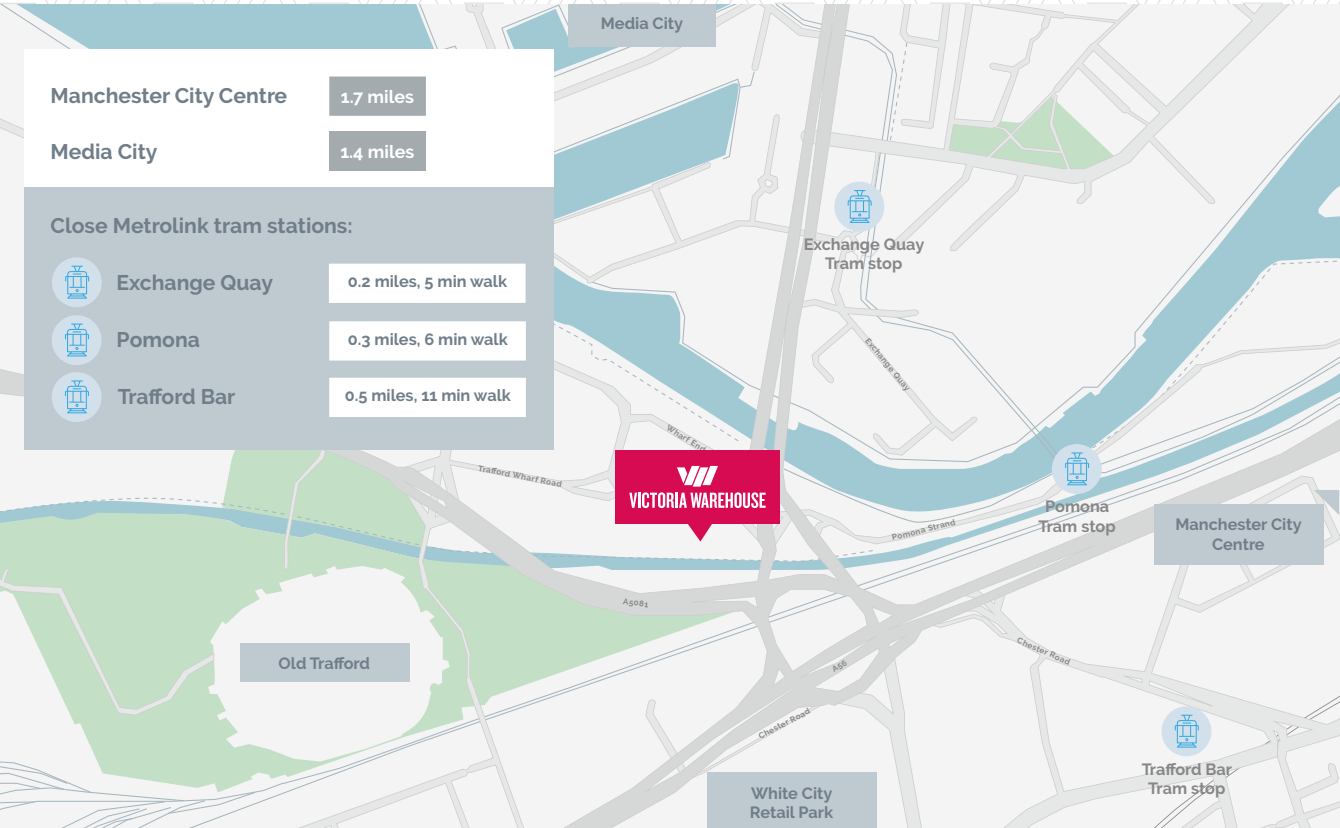 Media City
Manchester City Centre
1.7 miles
Media City
1.4 miles
Close Metrolink tram stations:
Exchange Quay
0.2 miles, 5 min walk
Pomona
0.3 miles, 6 min walk
Trafford Bar
0.5 miles, 11 min walk
Exchange Quay
Tram stop
Exchange Quay
Wharf End
Trafford Wharf Road
VICTORIA WAREHOUSE
Pomona Strand
Pomona
Tram stop
Manchester City
Centre
A5081
Old Trafford
A56
Chester Road
Chester Road
Trafford Bar
Tram stop
White City
Retail Park